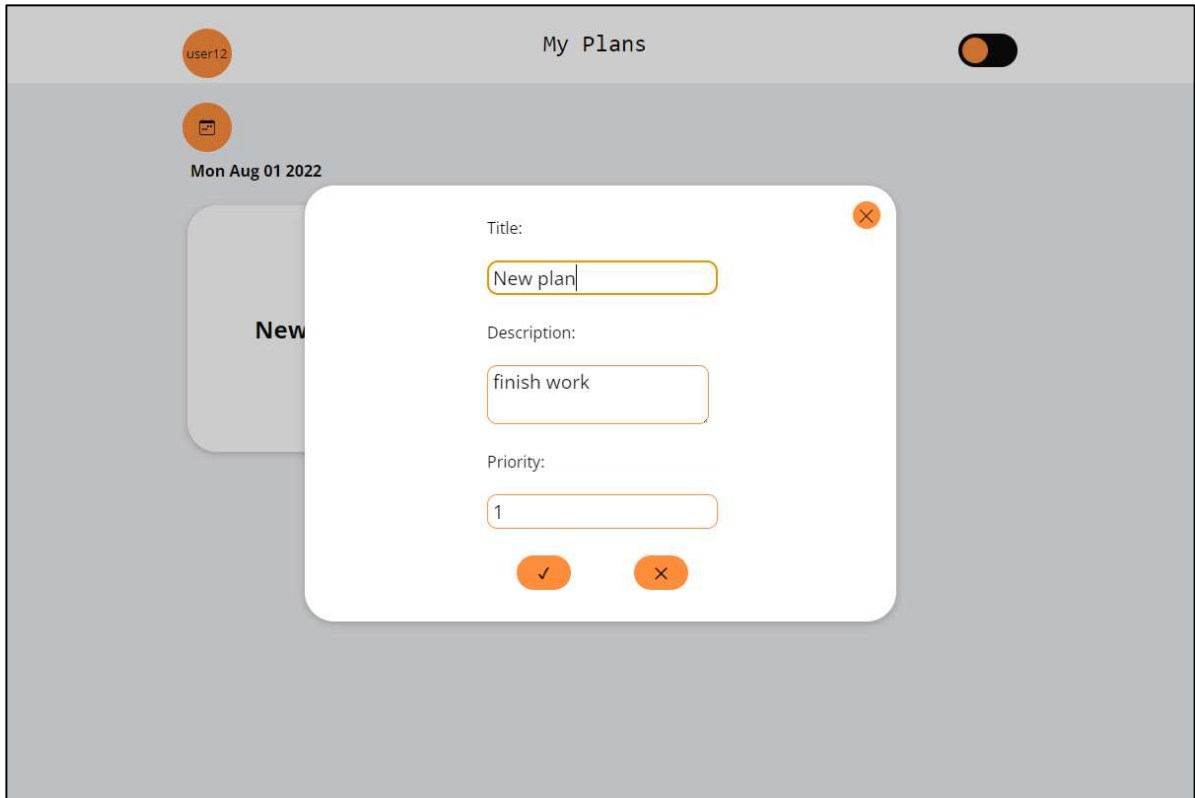 user12
My Plans
Mon Aug 01 2022
New
Title:
New plan
Description:
finish work
Priority:
1